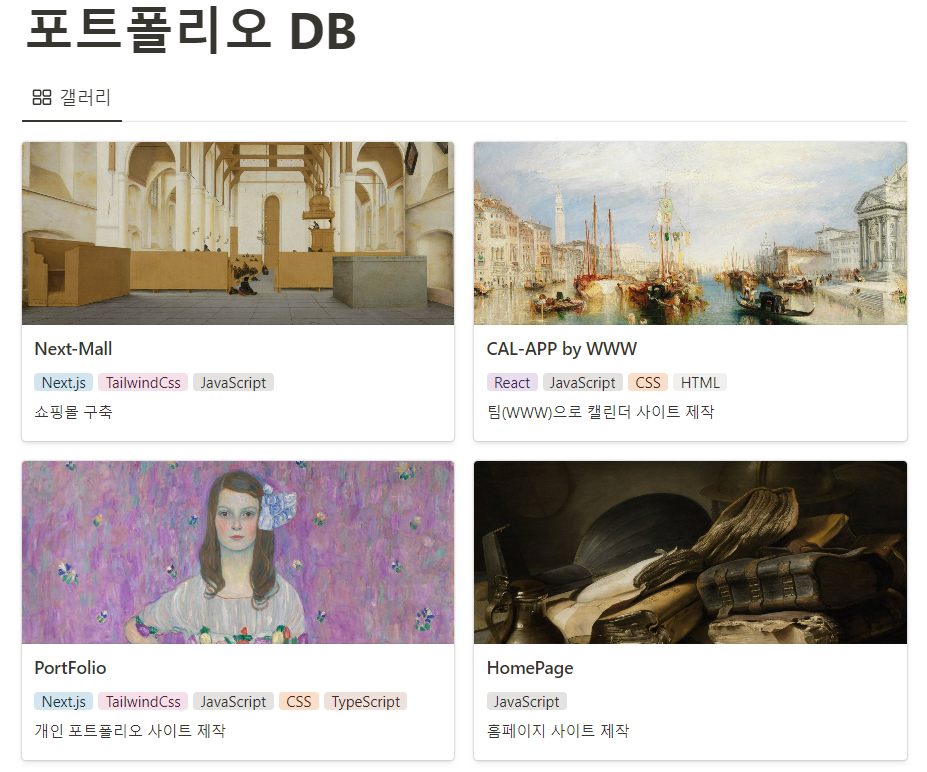 포트폴리오 DB
갤러리
Next-Mall
Next.js TailwindCss JavaScript
쇼핑몰 구축
CAL-APP by WWW
React JavaScript CSS HTML
팀(WWW)으로 캘린더 사이트 제작
PortFolio
Next.js TailwindCss JavaScript CSS TypeScript
개인 포트폴리오 사이트 제작
HomePage
JavaScript
홈페이지 사이트 제작